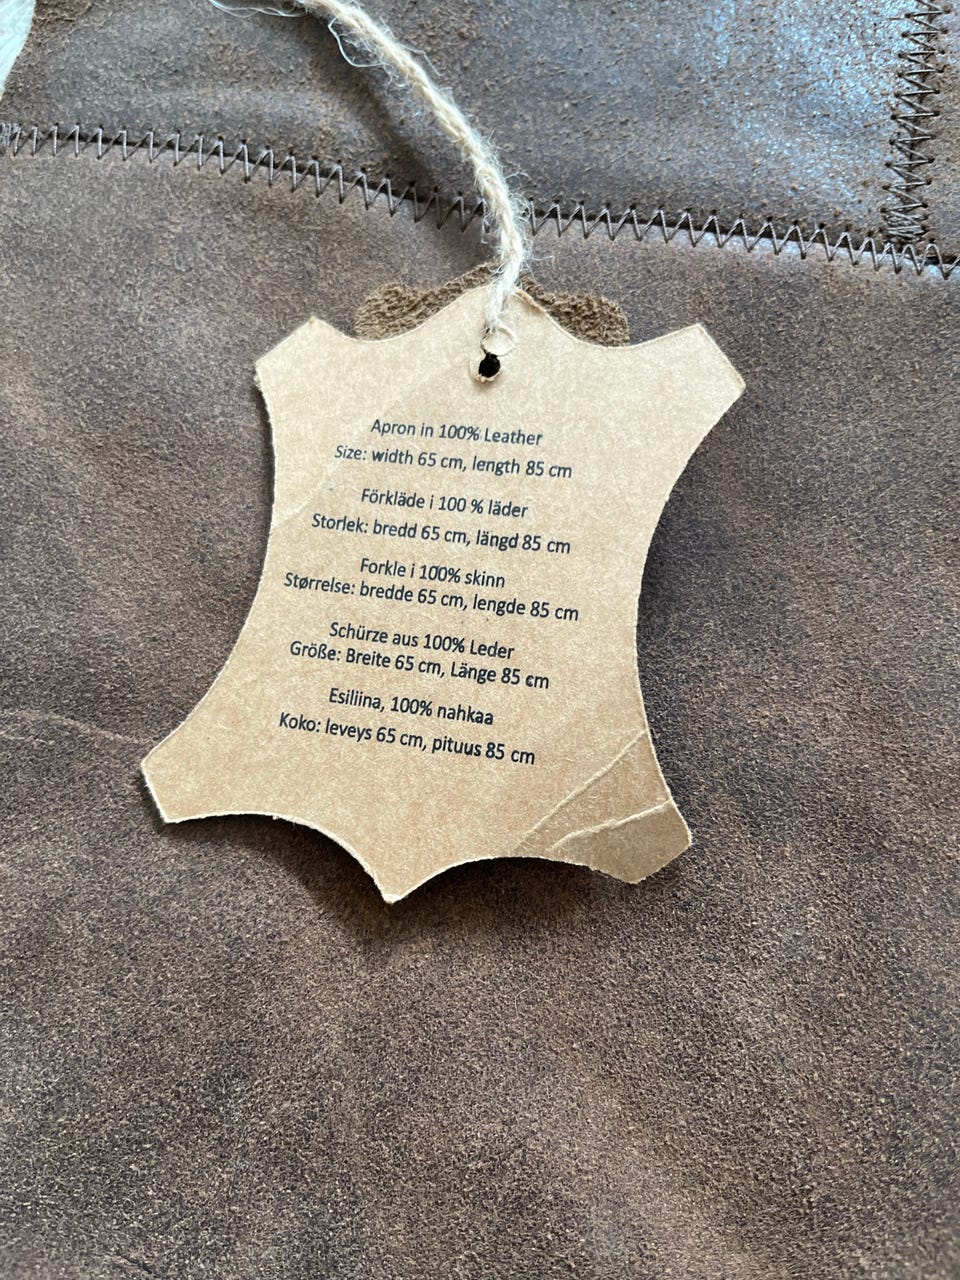 Apron in 100% Leather
Size: width 65 cm, length 85 cm
Förkläde i 100 % läder
Storlek: bredd 65 cm, längd 85 cm
Forkle i 100% skinn
Størrelse: bredde 65 cm, lengde 85 cm
Schürze aus 100% Leder
Größe: Breite 65 cm, Länge 85 cm
Esiliina, 100% nahkaa
Koko: leveys 65 cm, pituus 85 cm